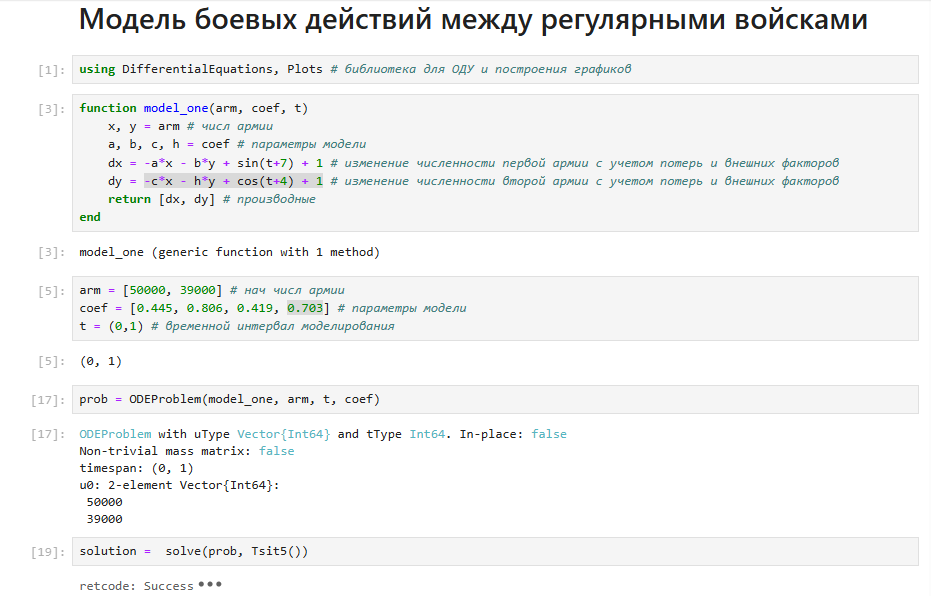 Модель боевых действий между регулярными войсками
[1]: using DifferentialEquations, Plots # библиотека для ОДУ и построения графиков
[3]: function model_one(arm, coef, t)
x, y = arm # числ армии
a, b, c, h = coef # параметры модели
dx = -a*x - b*y + sin(t+7) + 1 # изменение численности первой армии с учетом потерь и внешних факторов
dy = -c*x - h*y + cos(t+4) + 1 # изменение численности второй армии с учетом потерь и внешних факторов
return [dx, dy] # производные
end
[3]: model_one (generic function with 1 method)
[5]: arm = [50000, 39000] # нач числ армии
coef = [0.445, 0.806, 0.419, 0.703] # параметры модели
t = (0,1) # временной интервал моделирования
[5]: (0, 1)
[17]: prob = ODEProblem(model_one, arm, t, coef)
[17]: ODEProblem with uType Vector{Int64} and tType Int64. In-place: false
Non-trivial mass matrix: false
timespan: (0, 1)
u0: 2-element Vector{Int64}:
50000
39000
[19]: solution = solve(prob, Tsit5())
retcode: Success •••